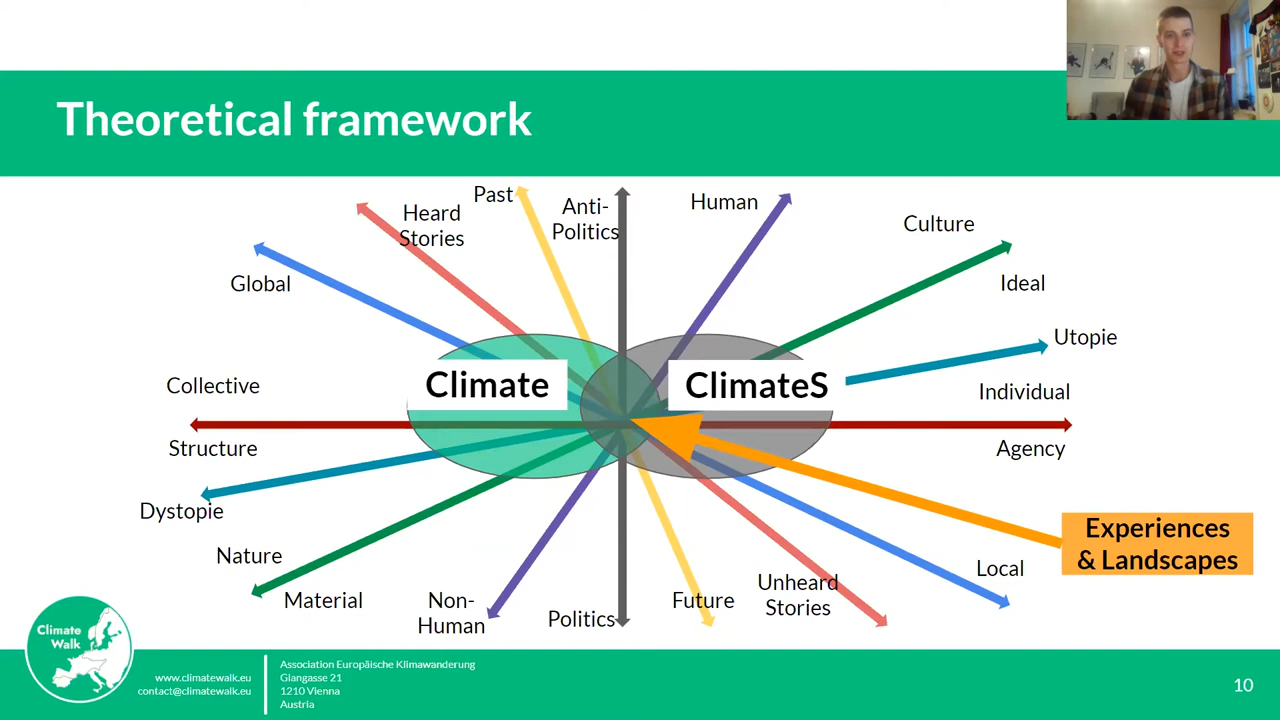 Theoretical framework
Past
Heard
Stories
Anti-
Politics
Human
Culture
Global
Ideal
Utopie
Climate
ClimateS
Collective
Individual
Structure
Agency
Dystopie
Experiences
& Landscapes
Nature
Local
Material
Non-
Human
Politics
Future
Unheard
Stories
Climate
Walk
www.climatewalk.eu
contact@climatewalk.eu
Association Europäische Klimawanderung
Glangasse 21
1210 Vienna
Austria
10